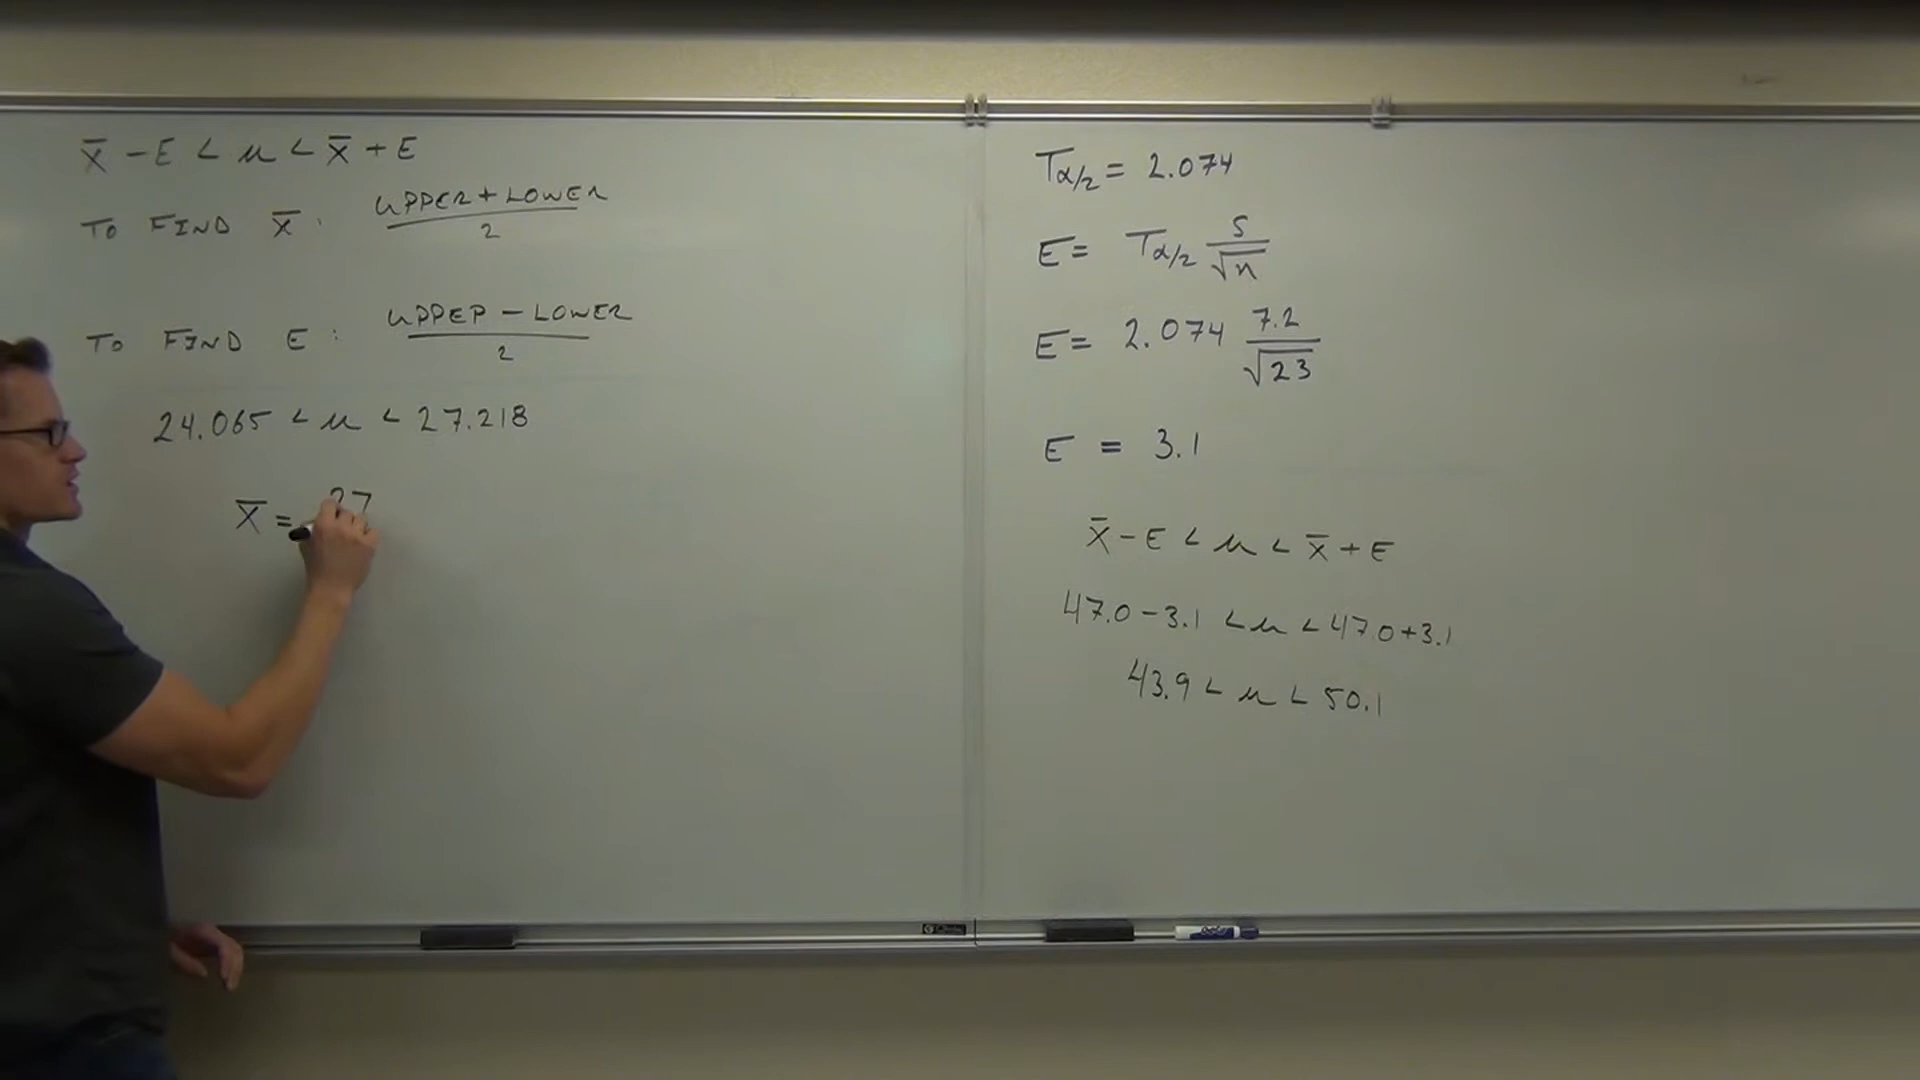 x̄ - E < μ < x̄ + E
TO FIND x̄ : UPPER + LOWER / 2
TO FIND E : UPPER - LOWER / 2
24.065 < μ < 27.218
x̄ = 27
Tα/2 = 2.074
E = Tα/2 s/√n
E = 2.074 7.2/√23
E = 3.1
x̄ - E < μ < x̄ + E
47.0 - 3.1 < μ < 47.0 + 3.1
43.9 < μ < 50.1